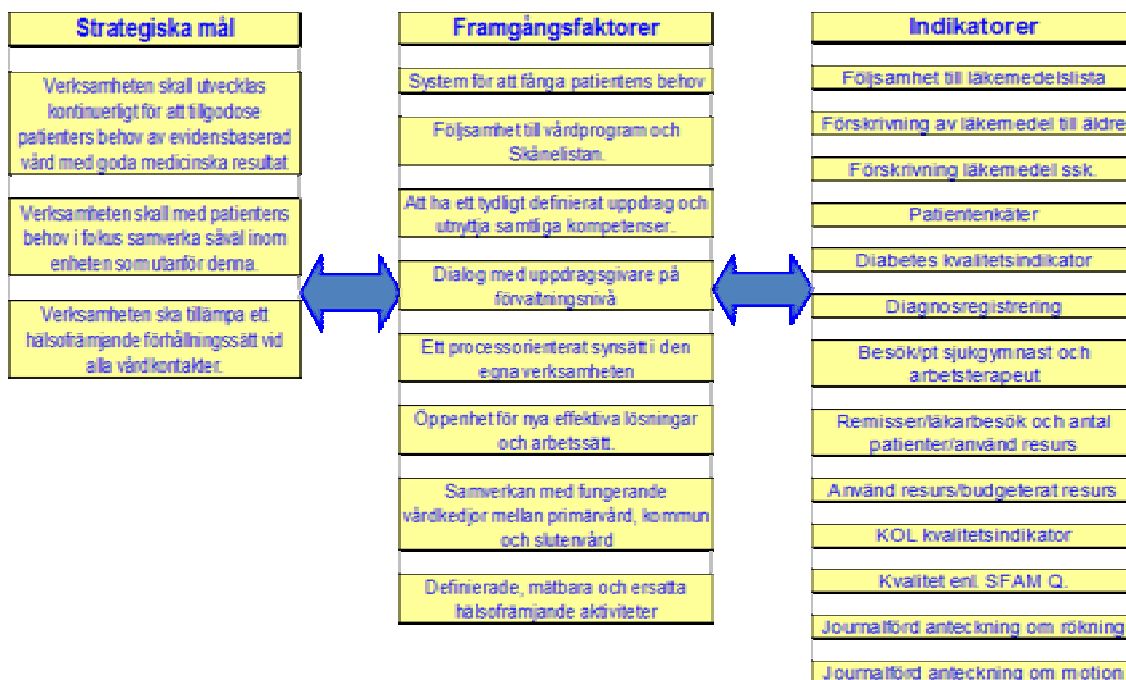 Strategiska mål
Verksamheten skall utvecklas
kontinuerligt för att tillgodose
patienters behov av evidensbaserad
vård med goda medicinska resultat
Verksamheten skall med patientens
behov i fokus samverka såväl inom
enheten som utanför denna.
Verksamheten ska tillämpa ett
hälsofrämjande förhållningssätt vid
alla vårdkontakter.
Framgångsfaktorer
System för att fånga patientens behov
Följsamhet till vårdprogram och
Skånelistan.
Att ha ett tydligt definierat uppdrag och
utnyttja samtliga kompetenser.
Dialog med uppdragsgivare på
förvaltningsnivå
Ett processorienterat synsätt i den
egna verksamheten
Öppenhet för nya effektiva lösningar
och arbetssätt.
Samverkan med fungerande
vårdkedjor mellan primärvård, kommun
och slutenvård
Definierade, mätbara och ersatta
hälsofrämjande aktiviteter
Indikatorer
Följsamhet till läkemedelslista
Förskrivning av läkemedel till äldre
Förskrivning läkemedel ssk.
Patientenkäter
Diabetes kvalitetsindikator
Diagnosregistrering
Besök/pt sjukgymnast och
arbetsterapeut
Remisser/läkarbesök och antal
patienter/använd resurs
Använd resurs/budgeterat resurs
KOL kvalitetsindikator
Kvalitet enl. SFAM Q.
Journalförd anteckning om rökning
Journalförd anteckning om motion